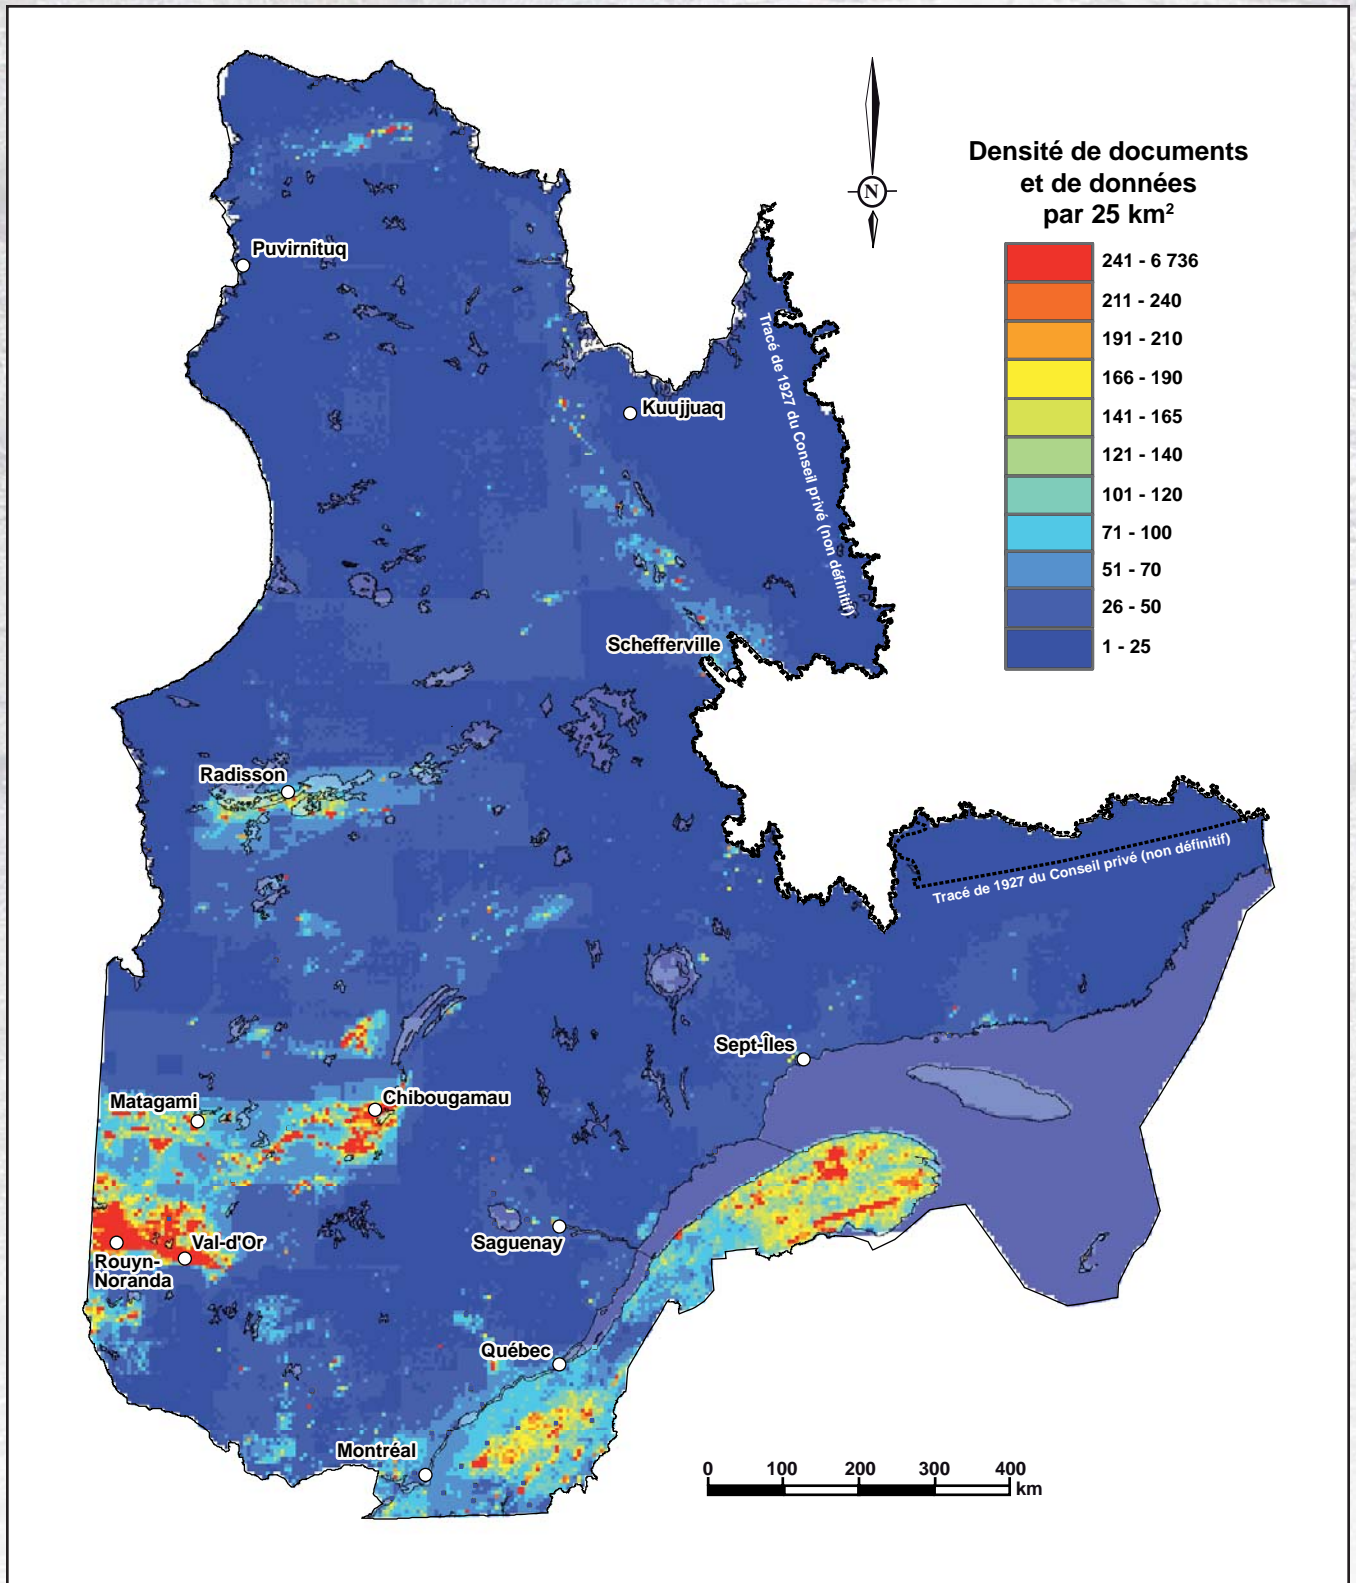 Densité de documents
et de données
par 25 km²
241 - 6 736
211 - 240
191 - 210
166 - 190
141 - 165
121 - 140
101 - 120
71 - 100
51 - 70
26 - 50
1 - 25
N
Puvirnituq
Kuujjuaq
Tracé de 1927 du Conseil privé (non définitif)
Schefferville
Radisson
Tracé de 1927 du Conseil privé (non définitif)
Sept-Îles
Matagami
Chibougamau
Saguenay
Val-d'Or
Rouyn-
Noranda
Québec
Montréal
0 100 200 300 400
km